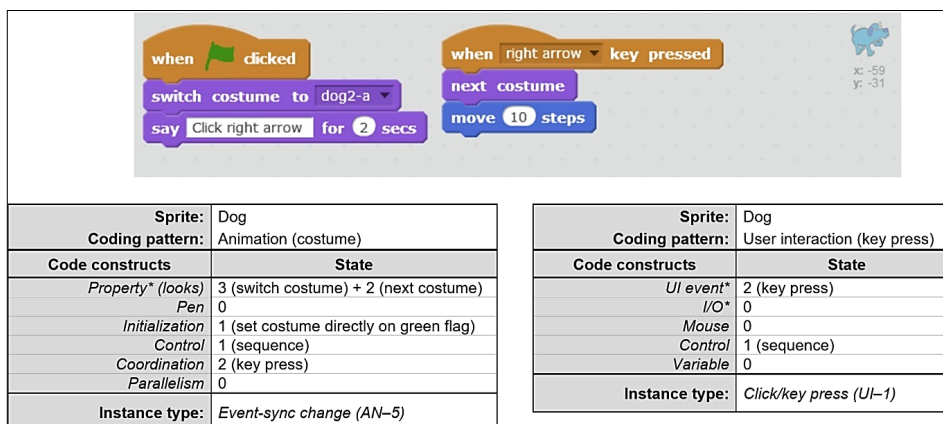 when clicked
switch costume to dog2-a
say Click right arrow for 2 secs
when right arrow key pressed
next costume
move 10 steps
x: -59
y: -31
Sprite: Dog
Coding pattern: Animation (costume)
Code constructs State
Property* (looks) 3 (switch costume) + 2 (next costume)
Pen 0
Initialization 1 (set costume directly on green flag)
Control 1 (sequence)
Coordination 2 (key press)
Parallelism 0
Instance type: Event-sync change (AN–5)
Sprite: Dog
Coding pattern: User interaction (key press)
Code constructs State
UI event* 2 (key press)
I/O* 0
Mouse 0
Control 1 (sequence)
Variable 0
Instance type: Click/key press (UI–1)